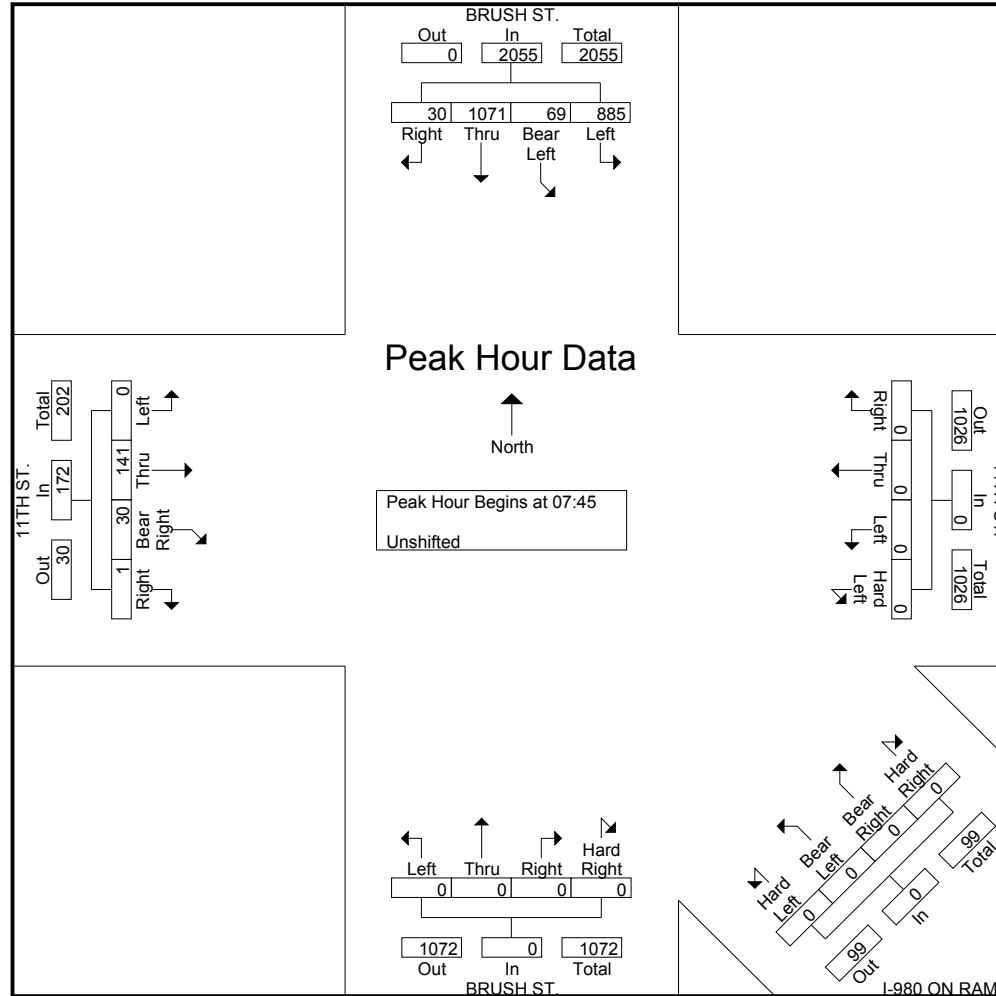 BRUSH ST.
Out In Total
0 2055 2055
30 1071 69 885
Right Thru Bear Left Left
Peak Hour Data
North
Peak Hour Begins at 07:45
Unshifted
11TH ST.
Total In Out
202 172 30
0 141 30 1
Left Thru Bear Right Right
Right Thru Left Hard Left
0 0 0 0
Out In Total
1026 0 1026
Left Thru Right Hard Right
0 0 0 0
1072 0 1072
Out In Total
BRUSH ST.
Hard Left Bear Left Bear Right Hard Right
0 0 0 0
99 0 99
Out In Total
I-980 ON RAM